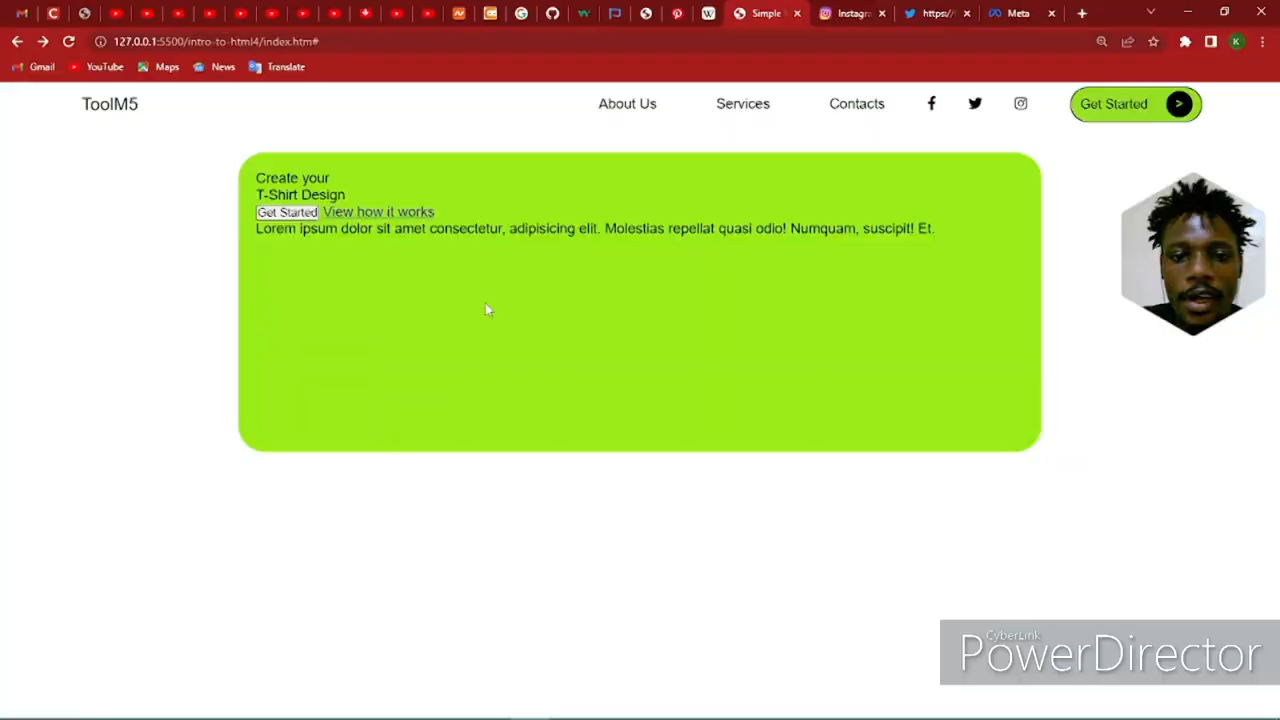 Simple
Instagr
https://
Meta
127.0.0.1:5500/intro-to-html4/index.htm#
K
Gmail
YouTube
Maps
News
Translate
ToolM5
About Us
Services
Contacts
Get Started >
Create your
T-Shirt Design
Get Started View how it works
Lorem ipsum dolor sit amet consectetur, adipisicing elit. Molestias repellat quasi odio! Numquam, suscipit! Et.
CyberLink
PowerDirector